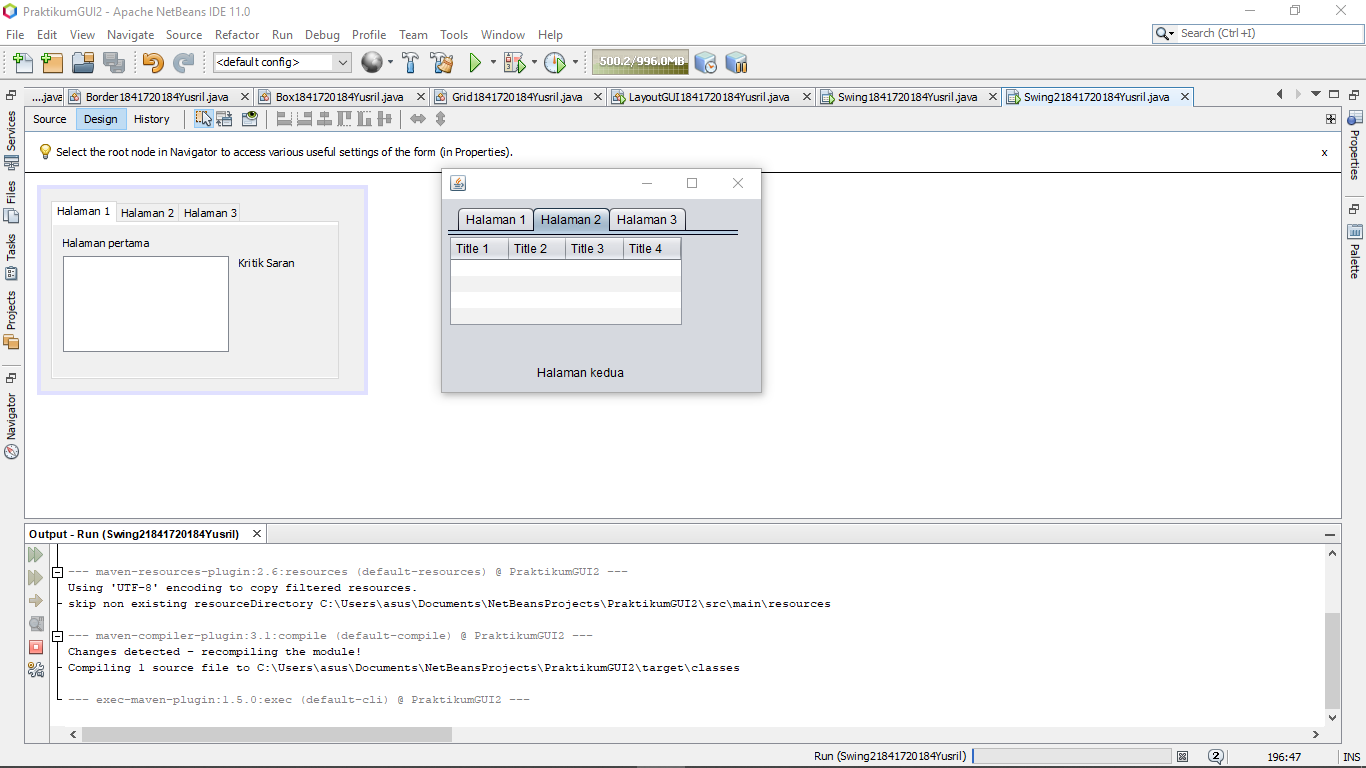 PraktikumGUI2 - Apache NetBeans IDE 11.0
File Edit View Navigate Source Refactor Run Debug Profile Team Tools Window Help
Search (Ctrl+I)
<default config>
500.2/996.0MB
....java Border1841720184Yusril.java Box1841720184Yusril.java Grid1841720184Yusril.java LayoutGUI1841720184Yusril.java Swing1841720184Yusril.java Swing21841720184Yusril.java
Source Design History
Select the root node in Navigator to access various useful settings of the form (in Properties).
x
Services
Files
Tasks
Projects
Navigator
Properties
Palette
Halaman 1 Halaman 2 Halaman 3
Halaman pertama
Kritik Saran
Halaman 1 Halaman 2 Halaman 3
Title 1 Title 2 Title 3 Title 4
Halaman kedua
Output - Run (Swing21841720184Yusril)
--- maven-resources-plugin:2.6:resources (default-resources) @ PraktikumGUI2 ---
Using 'UTF-8' encoding to copy filtered resources.
skip non existing resourceDirectory C:\Users\asus\Documents\NetBeansProjects\PraktikumGUI2\src\main\resources
--- maven-compiler-plugin:3.1:compile (default-compile) @ PraktikumGUI2 ---
Changes detected - recompiling the module!
Compiling 1 source file to C:\Users\asus\Documents\NetBeansProjects\PraktikumGUI2\target\classes
--- exec-maven-plugin:1.5.0:exec (default-cli) @ PraktikumGUI2 ---
Run (Swing21841720184Yusril)
2
196:47
INS